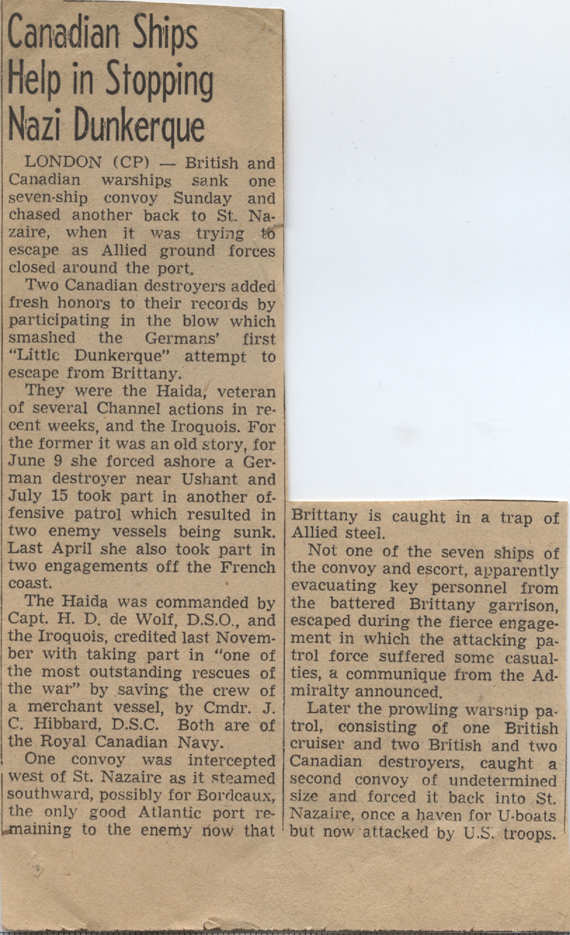 Canadian Ships
Help in Stopping
Nazi Dunkerque
LONDON (CP) — British and
Canadian warships sank one
seven-ship convoy Sunday and
chased another back to St. Na-
zaire, when it was trying to
escape as Allied ground forces
closed around the port.
Two Canadian destroyers added
fresh honors to their records by
participating in the blow which
smashed the Germans' first
"Little Dunkerque" attempt to
escape from Brittany.
They were the Haida, veteran
of several Channel actions in re-
cent weeks, and the Iroquois. For
the former it was an old story, for
June 9 she forced ashore a Ger-
man destroyer near Ushant and
July 15 took part in another of-
fensive patrol which resulted in
two enemy vessels being sunk.
Last April she also took part in
two engagements off the French
coast.
The Haida was commanded by
Capt. H. D. de Wolf, D.S.O., and
the Iroquois, credited last Novem-
ber with taking part in "one of
the most outstanding rescues of
the war" by saving the crew of
a merchant vessel, by Cmdr. J.
C. Hibbard, D.S.C. Both are of
the Royal Canadian Navy.
One convoy was intercepted
west of St. Nazaire as it steamed
southward, possibly for Bordeaux,
the only good Atlantic port re-
maining to the enemy now that
Brittany is caught in a trap of
Allied steel.
Not one of the seven ships of
the convoy and escort, apparently
evacuating key personnel from
the battered Brittany garrison,
escaped during the fierce engage-
ment in which the attacking pa-
trol force suffered some casual-
ties, a communique from the Ad-
miralty announced.
Later the prowling warship pa-
trol, consisting of one British
cruiser and two British and two
Canadian destroyers, caught a
second convoy of undetermined
size and forced it back into St.
Nazaire, once a haven for U-boats
but now attacked by U.S. troops.